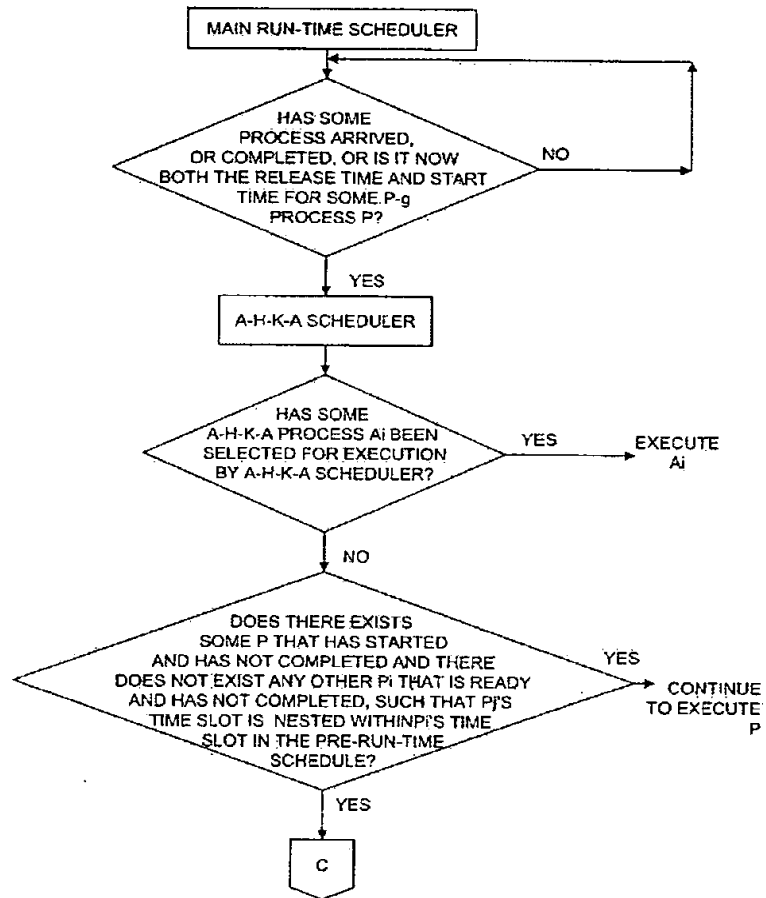 MAIN RUN-TIME SCHEDULER
HAS SOME
PROCESS ARRIVED,
OR COMPLETED, OR IS IT NOW
BOTH THE RELEASE TIME AND START
TIME FOR SOME P-g
PROCESS P?
NO
YES
A-H-K-A SCHEDULER
HAS SOME
A-H-K-A PROCESS Ai BEEN
SELECTED FOR EXECUTION
BY A-H-K-A SCHEDULER?
YES
EXECUTE
Ai
NO
DOES THERE EXISTS
SOME P THAT HAS STARTED
AND HAS NOT COMPLETED AND THERE
DOES NOT EXIST ANY OTHER Pi THAT IS READY
AND HAS NOT COMPLETED, SUCH THAT Pj'S
TIME SLOT IS NESTED WITHINPi'S TIME
SLOT IN THE PRE-RUN-TIME
SCHEDULE?
YES
CONTINUE
TO EXECUTE
P
YES
C